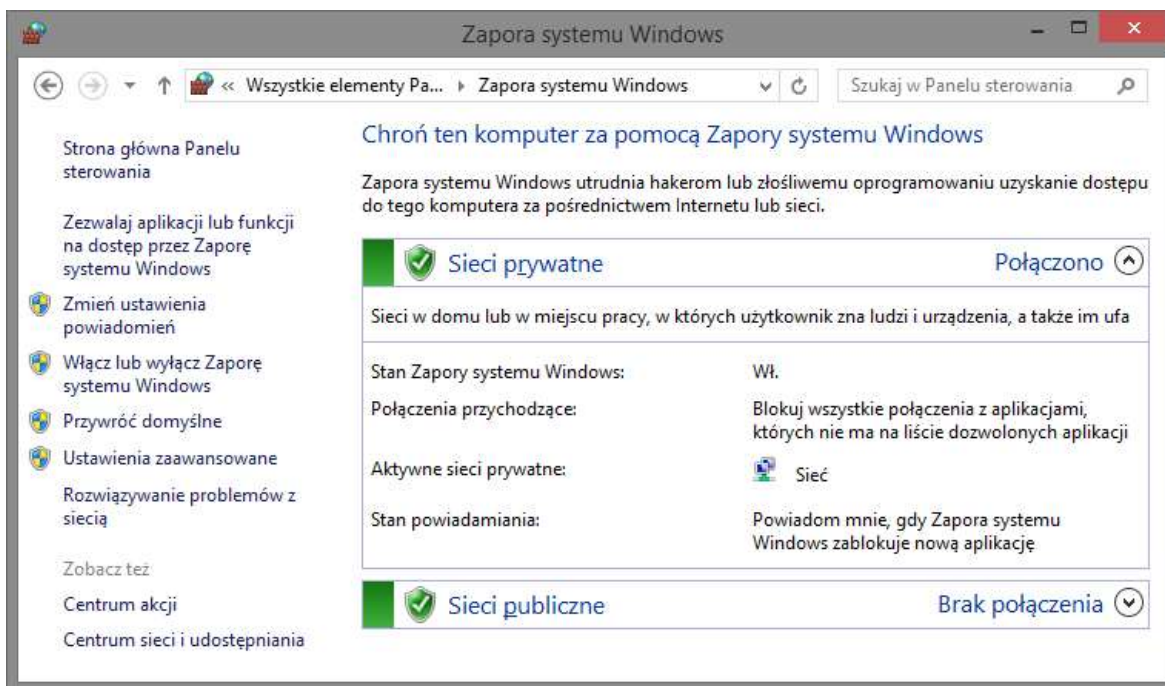 Zapora systemu Windows
« Wszystkie elementy Pa... Zapora systemu Windows
Szukaj w Panelu sterowania
Strona główna Panelu
sterowania
Zezwalaj aplikacji lub funkcji
na dostęp przez Zaporę
systemu Windows
Zmień ustawienia
powiadomień
Włącz lub wyłącz Zaporę
systemu Windows
Przywróć domyślne
Ustawienia zaawansowane
Rozwiązywanie problemów z
siecią
Zobacz też
Centrum akcji
Centrum sieci i udostępniania
Chroń ten komputer za pomocą Zapory systemu Windows
Zapora systemu Windows utrudnia hakerom lub złośliwemu oprogramowaniu uzyskanie dostępu
do tego komputera za pośrednictwem Internetu lub sieci.
Sieci prywatne Połączono
Sieci w domu lub w miejscu pracy, w których użytkownik zna ludzi i urządzenia, a także im ufa
Stan Zapory systemu Windows: Wł.
Połączenia przychodzące: Blokuj wszystkie połączenia z aplikacjami,
których nie ma na liście dozwolonych aplikacji
Aktywne sieci prywatne: Sieć
Stan powiadamiania: Powiadom mnie, gdy Zapora systemu
Windows zablokuje nową aplikację
Sieci publiczne Brak połączenia